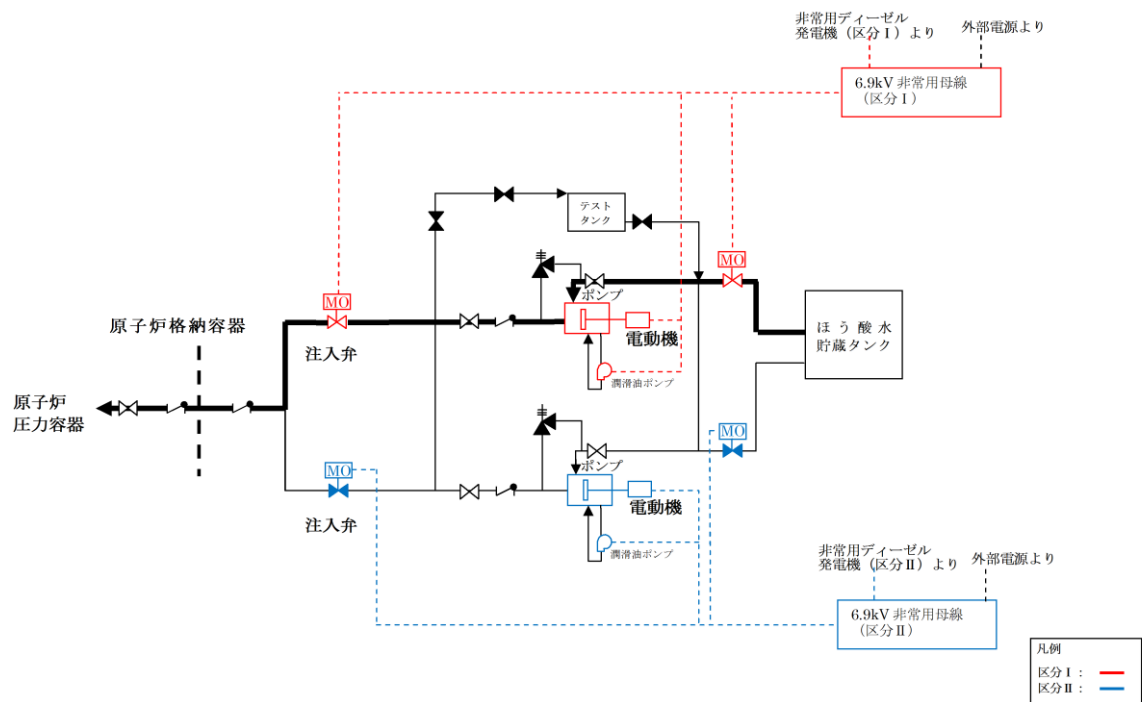 非常用ディーゼル
発電機（区分Ⅰ）より
外部電源より
6.9kV 非常用母線
（区分Ⅰ）
テスト
タンク
MO
ポンプ
MO
原子炉格納容器
注入弁
電動機
ほう酸水
貯蔵タンク
潤滑油ポンプ
原子炉
圧力容器
MO
ポンプ
MO
注入弁
電動機
潤滑油ポンプ
非常用ディーゼル
発電機（区分Ⅱ）より
外部電源より
6.9kV 非常用母線
（区分Ⅱ）
凡例
区分Ⅰ：
区分Ⅱ：